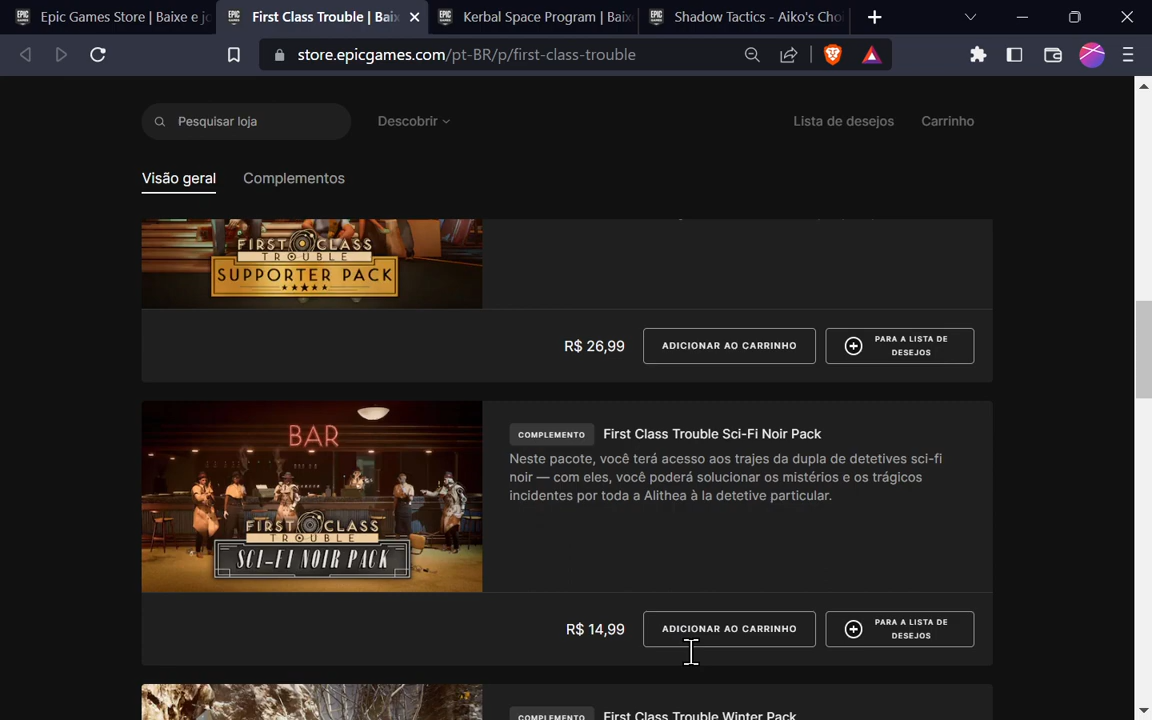 Epic Games Store | Baixe e jo
First Class Trouble | Baix
Kerbal Space Program | Baix
Shadow Tactics - Aiko's Choi
store.epicgames.com/pt-BR/p/first-class-trouble
Pesquisar loja
Descobrir
Lista de desejos
Carrinho
Visão geral
Complementos
FIRST CLASS
TROUBLE
SUPPORTER PACK
R$ 26,99
ADICIONAR AO CARRINHO
PARA A LISTA DE
DESEJOS
BAR
FIRST CLASS
TROUBLE
SCI-FI NOIR PACK
COMPLEMENTO
First Class Trouble Sci-Fi Noir Pack
Neste pacote, você terá acesso aos trajes da dupla de detetives sci-fi
noir — com eles, você poderá solucionar os mistérios e os trágicos
incidentes por toda a Alithea à la detetive particular.
R$ 14,99
ADICIONAR AO CARRINHO
PARA A LISTA DE
DESEJOS
COMPLEMENTO
First Class Trouble Winter Pack